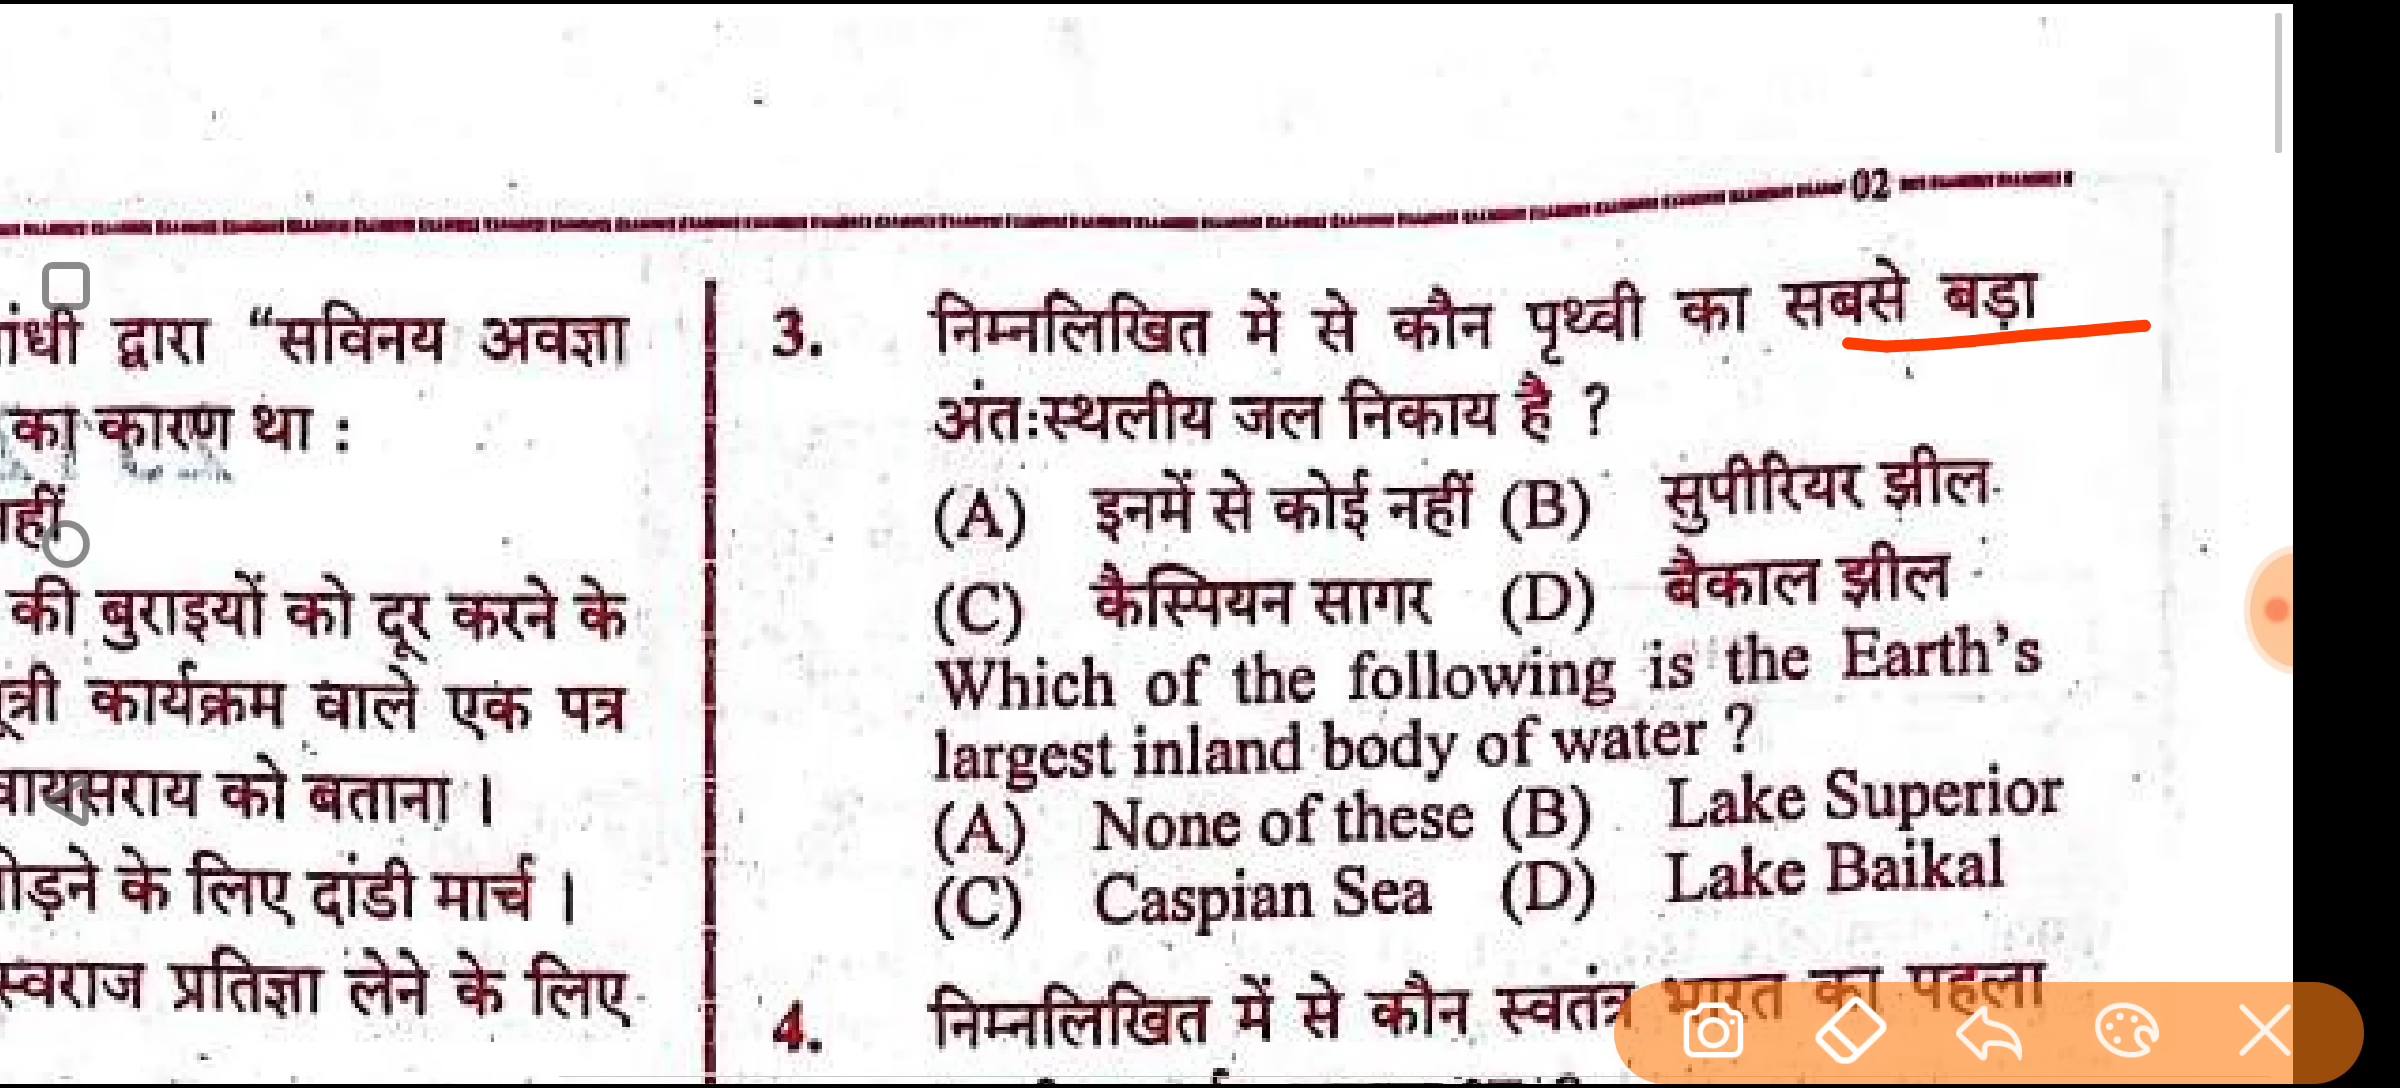 02
द्वारा “सविनय अवज्ञा
का कारण था :
की बुराइयों को दूर करने के
कार्यक्रम वाले एक पत्र
को बताना ।
के लिए दांडी मार्च ।
प्रतिज्ञा लेने के लिए
3. निम्नलिखित में से कौन पृथ्वी का सबसे बड़ा
अंतःस्थलीय जल निकाय है ?
(A) इनमें से कोई नहीं (B) सुपीरियर झील
(C) कैस्पियन सागर (D) बैकाल झील
Which of the following is the Earth’s
largest inland body of water ?
(A) None of these (B) Lake Superior
(C) Caspian Sea (D) Lake Baikal
4. निम्नलिखित में से कौन स्वतंत्र भारत का पहला